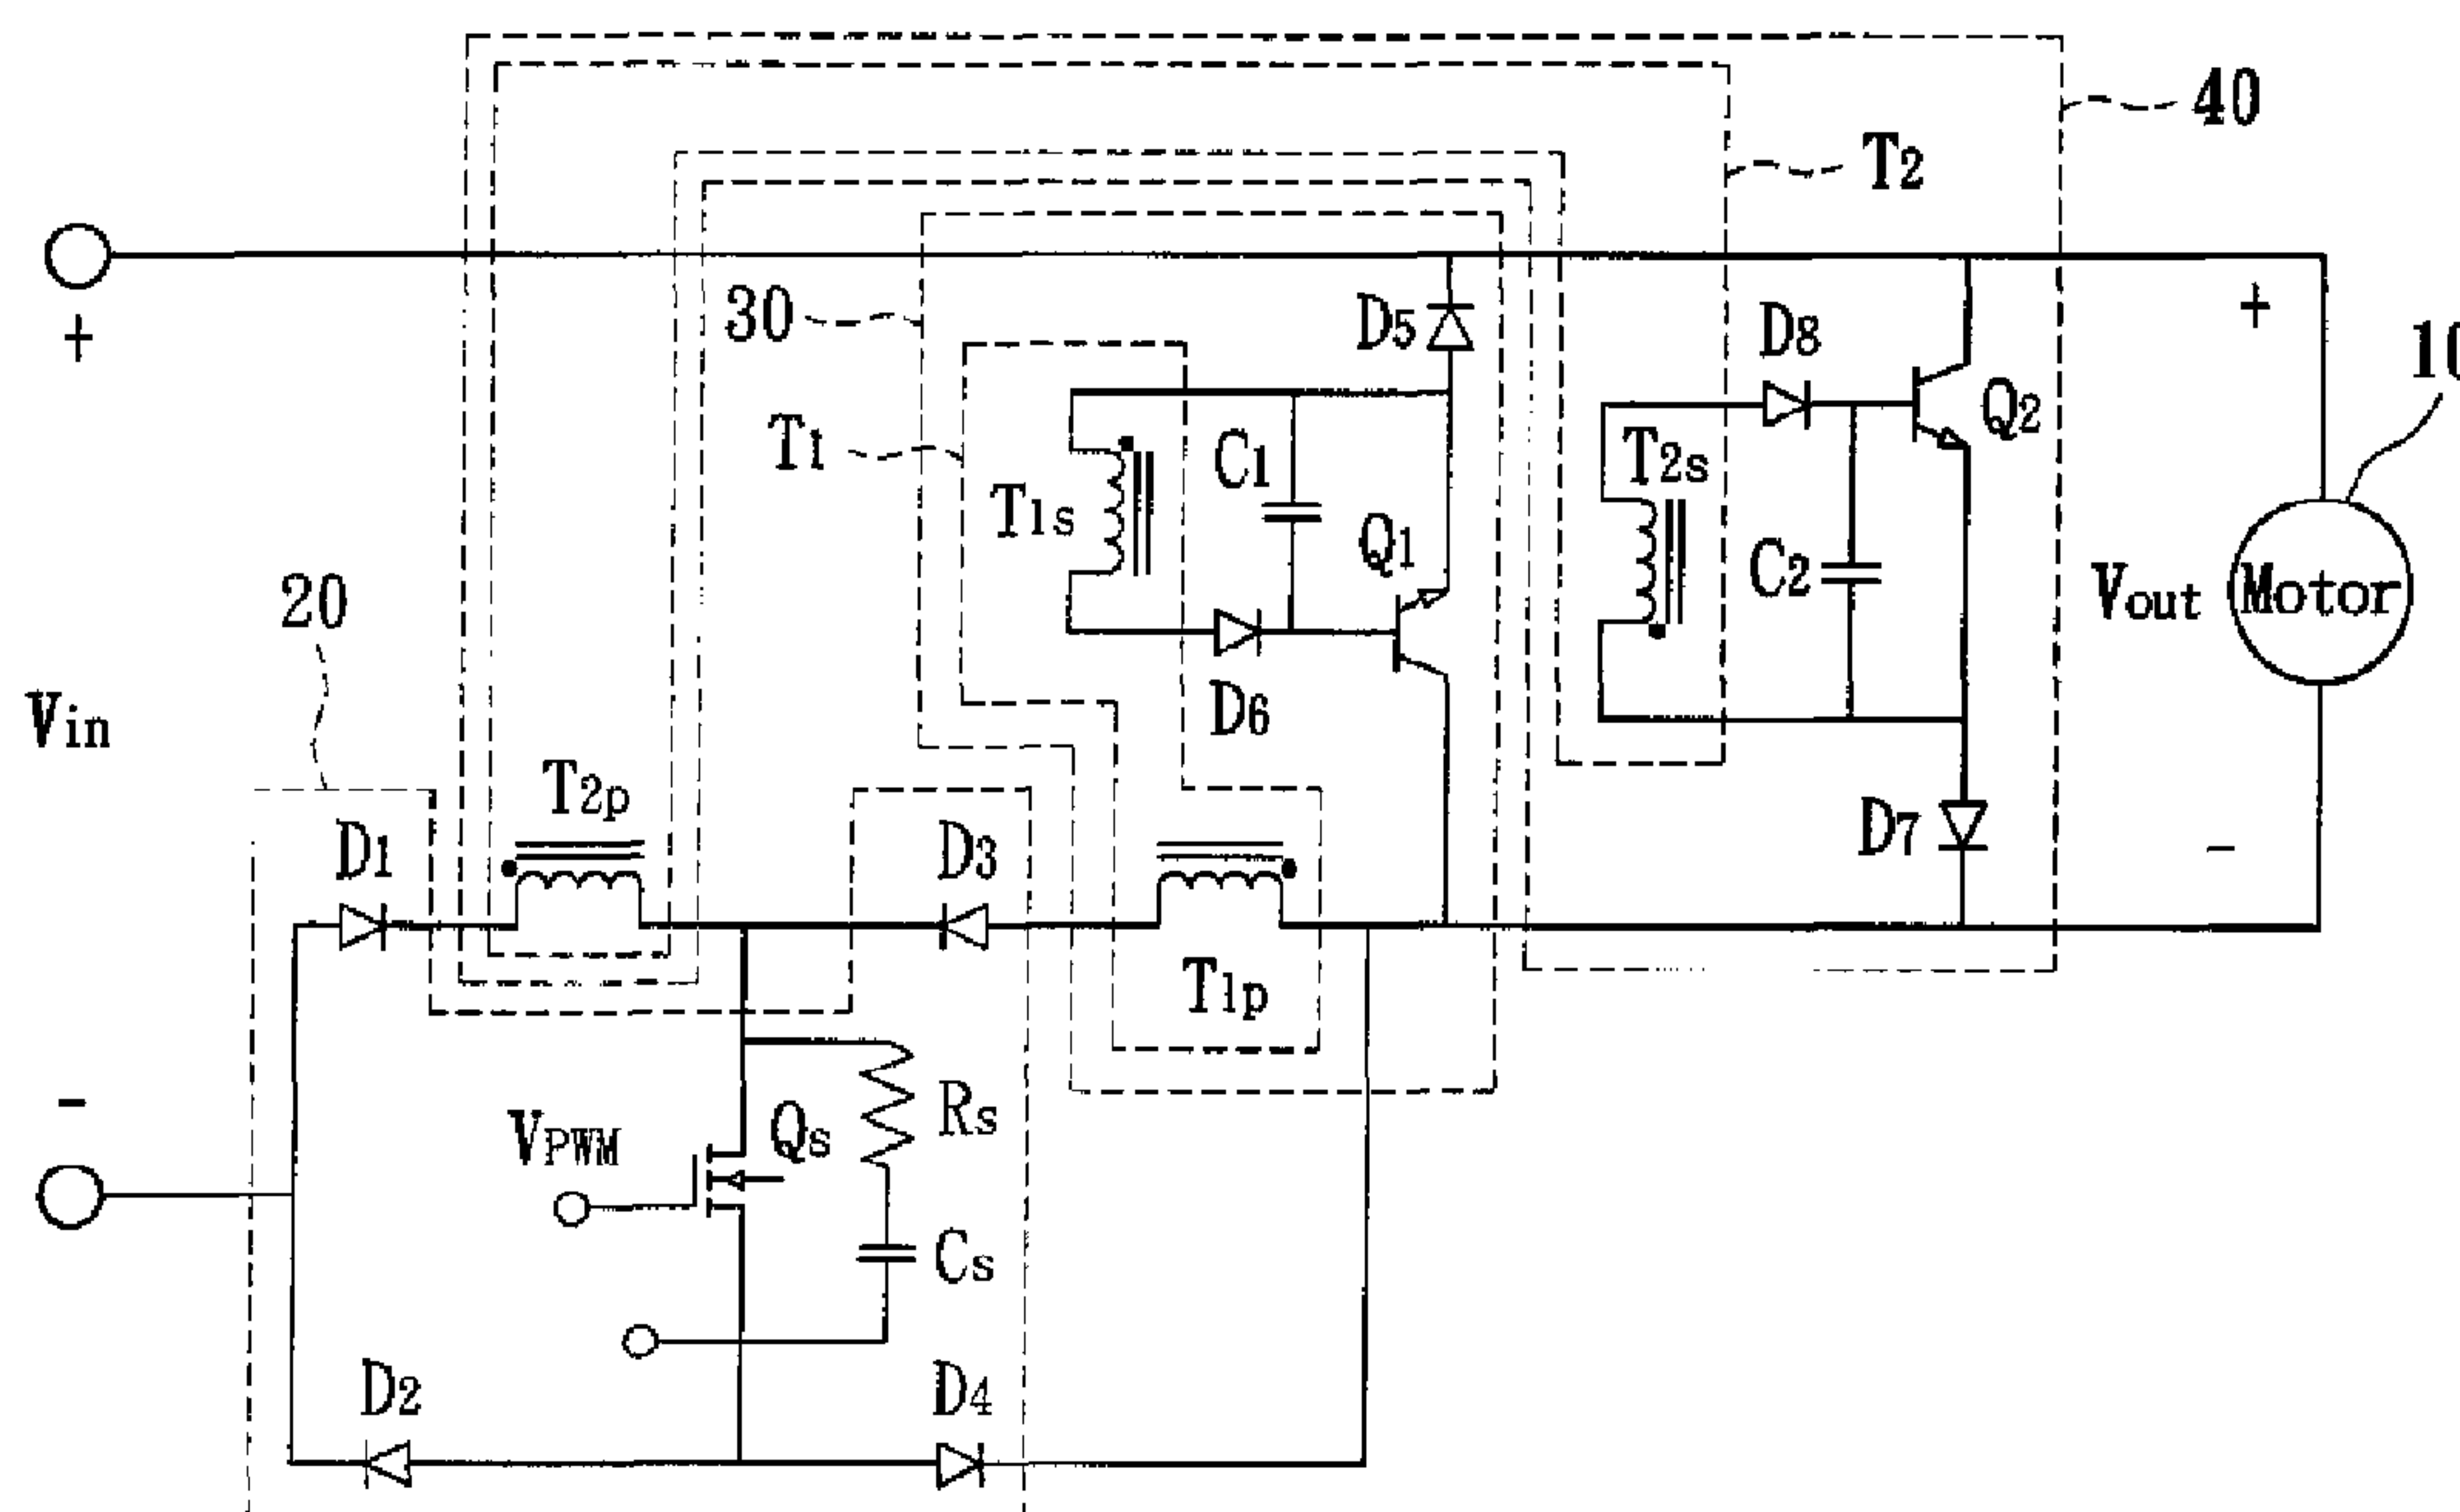 40
T2
30
D5
D8
+
+
10
T1
C1
Q2
T2s
T1s
Q1
C2
Vout
Motor
20
D6
Vin
T2p
D1
D3
D7
-
T1p
-
VPWM
Qs
Rs
Cs
D2
D4